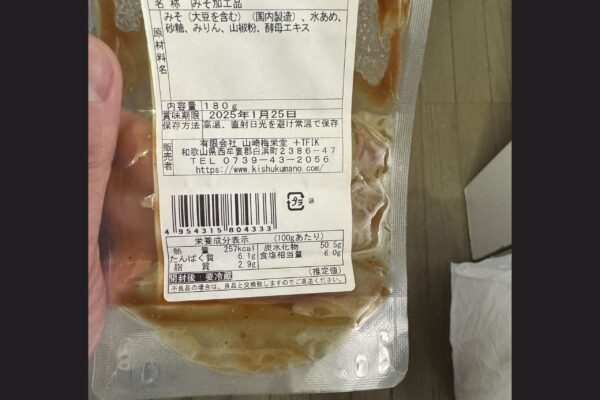 名称 みそ加工品
みそ（大豆を含む）（国内製造）、水あめ、
砂糖、みりん、山椒粉、酵母エキス
原材料名
内容量 180g
賞味期限 2025年1月25日
保存方法 高温、直射日光を避け常温で保存
販売者
有限会社 山崎梅栄堂 +TFIK
和歌山県西牟婁郡白浜町2386-47
TEL 0739-43-2056
https://www.kishukumano.com/
プラ 袋
4954315804333
栄養成分表示 （100gあたり）
熱量 257kcal 炭水化物 50.5g
たんぱく質 6.1g 食塩相当量 6.0g
脂質 2.9g
開封後：要冷蔵 （推定値）
不良品の場合は、良品と交換致しますのでご返送ください。